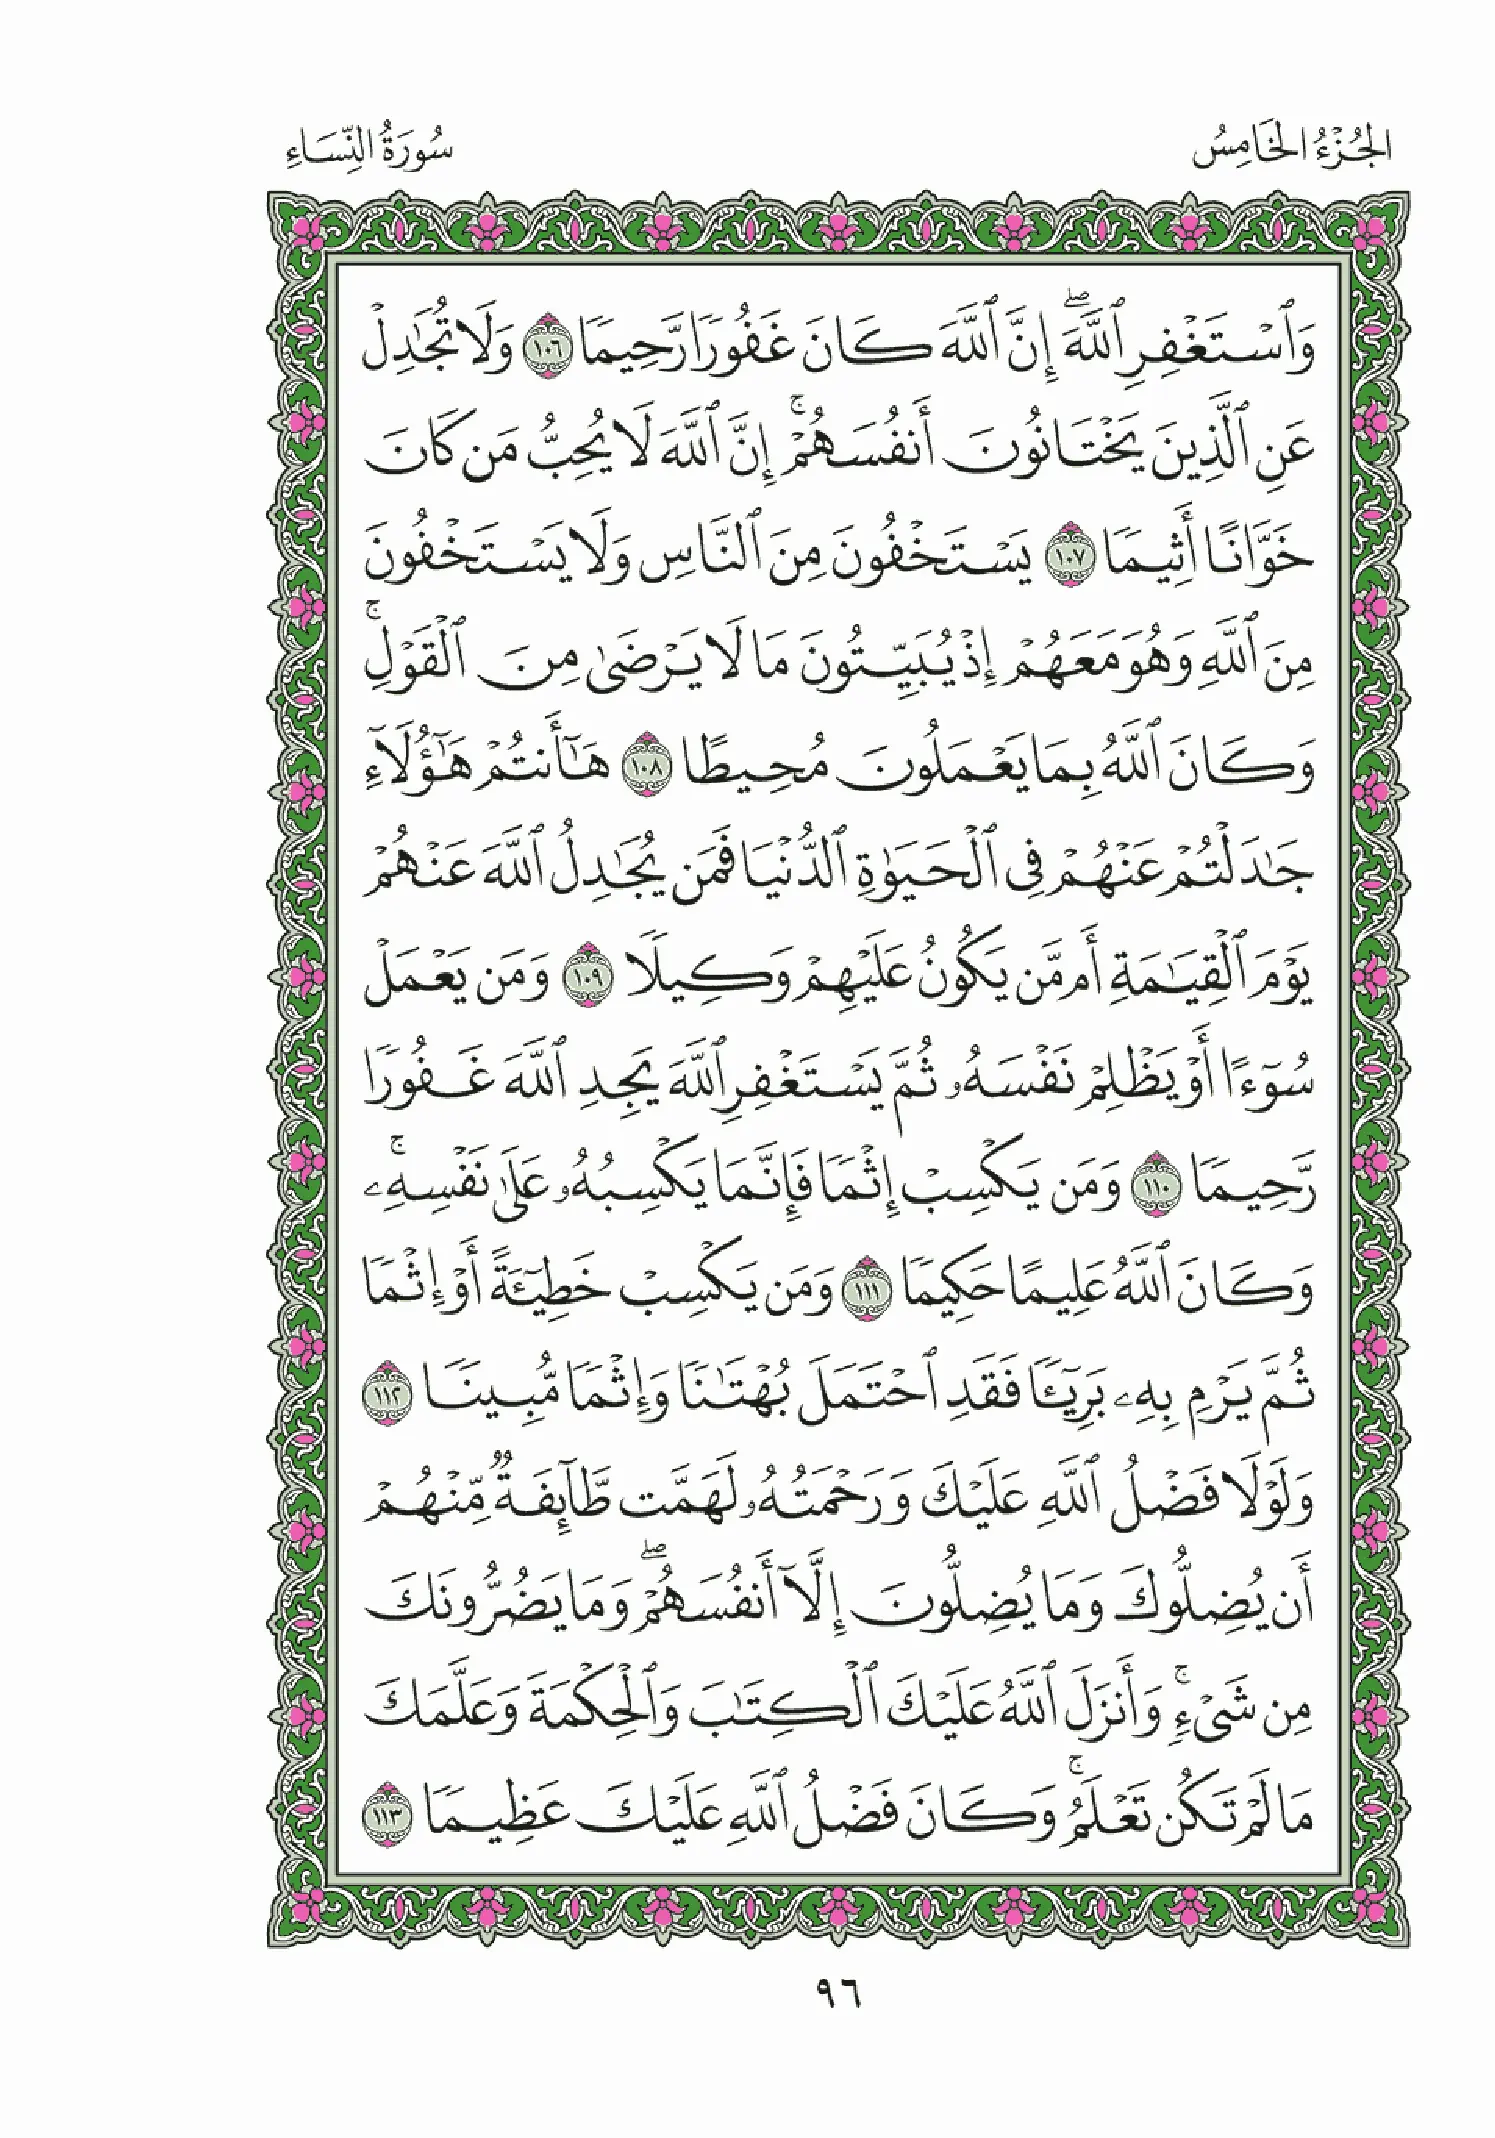 الجُزْءُ الخَامِسُ
سُورَةُ النِّسَاءِ
وَٱسْتَغْفِرِ ٱللَّهَۖ إِنَّ ٱللَّهَ كَانَ غَفُورٗا رَّحِيمٗا ١٠٦ وَلَا تُجَٰدِلْ
عَنِ ٱلَّذِينَ يَخْتَانُونَ أَنفُسَهُمْۚ إِنَّ ٱللَّهَ لَا يُحِبُّ مَن كَانَ
خَوَّانًا أَثِيمٗا ١٠٧ يَسْتَخْفُونَ مِنَ ٱلنَّاسِ وَلَا يَسْتَخْفُونَ
مِنَ ٱللَّهِ وَهُوَ مَعَهُمْ إِذْ يُبَيِّتُونَ مَا لَا يَرْضَىٰ مِنَ ٱلْقَوْلِۚ
وَكَانَ ٱللَّهُ بِمَا يَعْمَلُونَ مُحِيطًا ١٠٨ هَٰٓأَنتُمْ هَٰٓؤُلَآءِ
جَٰدَلْتُمْ عَنْهُمْ فِي ٱلْحَيَوٰةِ ٱلدُّنْيَا فَمَن يُجَٰدِلُ ٱللَّهَ عَنْهُمْ
يَوْمَ ٱلْقِيَٰمَةِ أَم مَّن يَكُونُ عَلَيْهِمْ وَكِيلٗا ١٠٩ وَمَن يَعْمَلْ
سُوٓءًا أَوْ يَظْلِمْ نَفْسَهُۥ ثُمَّ يَسْتَغْفِرِ ٱللَّهَ يَجِدِ ٱللَّهَ غَفُورٗا
رَّحِيمٗا ١١٠ وَمَن يَكْسِبْ إِثْمٗا فَإِنَّمَا يَكْسِبُهُۥ عَلَىٰ نَفْسِهِۦۚ
وَكَانَ ٱللَّهُ عَلِيمًا حَكِيمٗا ١١١ وَمَن يَكْسِبْ خَطِيٓـَٔةً أَوْ إِثْمٗا
ثُمَّ يَرْمِ بِهِۦ بَرِيٓـٔٗا فَقَدِ ٱحْتَمَلَ بُهْتَٰنٗا وَإِثْمٗا مُّبِينٗا ١١٢
وَلَوْلَا فَضْلُ ٱللَّهِ عَلَيْكَ وَرَحْمَتُهُۥ لَهَمَّت طَّآئِفَةٞ مِّنْهُمْ
أَن يُضِلُّوكَ وَمَا يُضِلُّونَ إِلَّآ أَنفُسَهُمْۖ وَمَا يَضُرُّونَكَ
مِن شَيْءٖۚ وَأَنزَلَ ٱللَّهُ عَلَيْكَ ٱلْكِتَٰبَ وَٱلْحِكْمَةَ وَعَلَّمَكَ
مَا لَمْ تَكُن تَعْلَمُۚ وَكَانَ فَضْلُ ٱللَّهِ عَلَيْكَ عَظِيمٗا ١١٣
٩٦